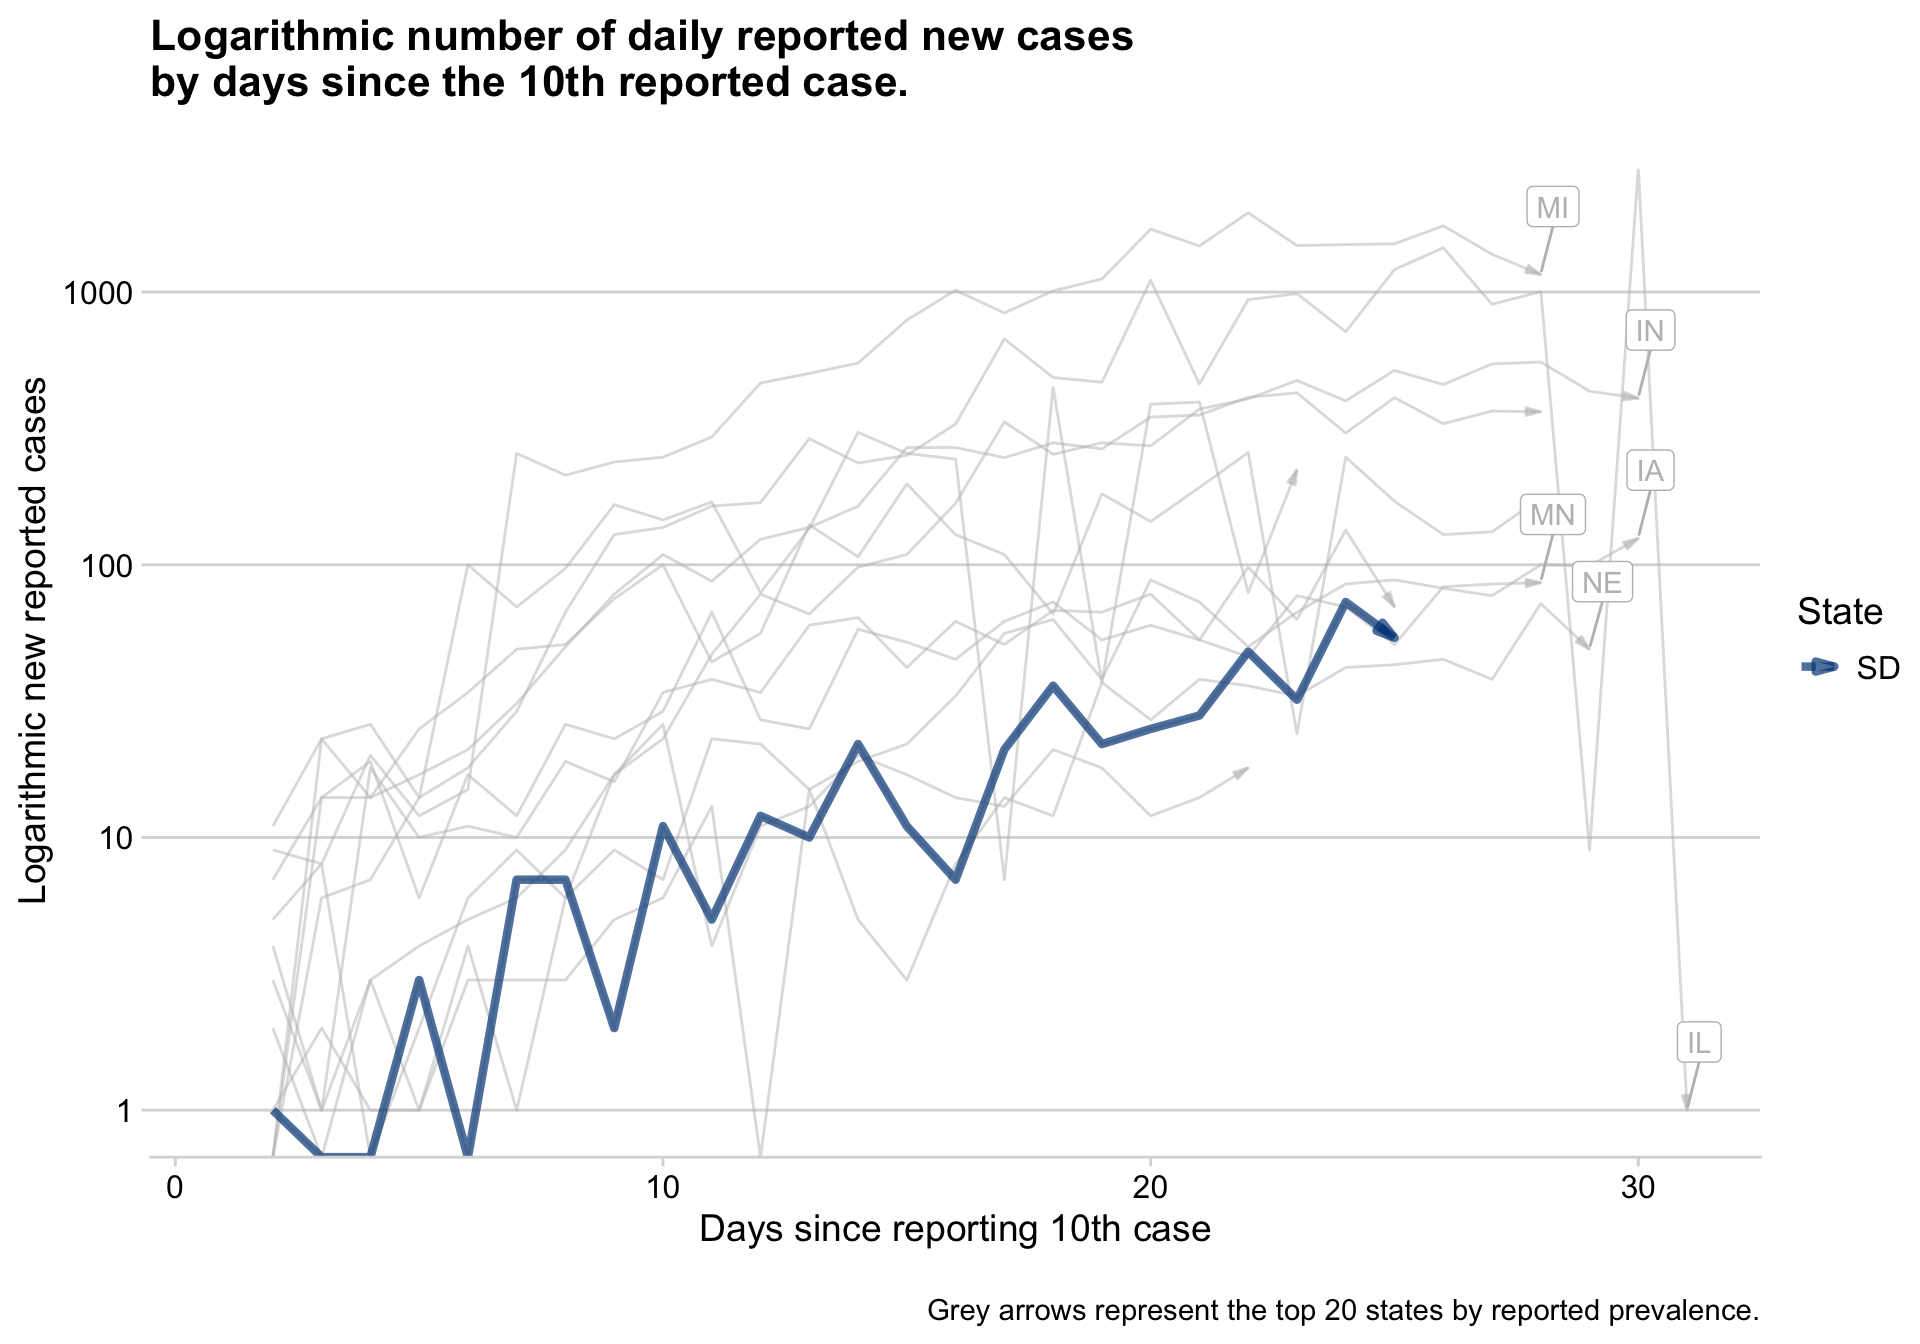 Logarithmic number of daily reported new cases
by days since the 10th reported case.
Logarithmic new reported cases
1000
100
10
1
MI
IN
IA
MN
NE
IL
State
SD
0
10
20
30
Days since reporting 10th case
Grey arrows represent the top 20 states by reported prevalence.